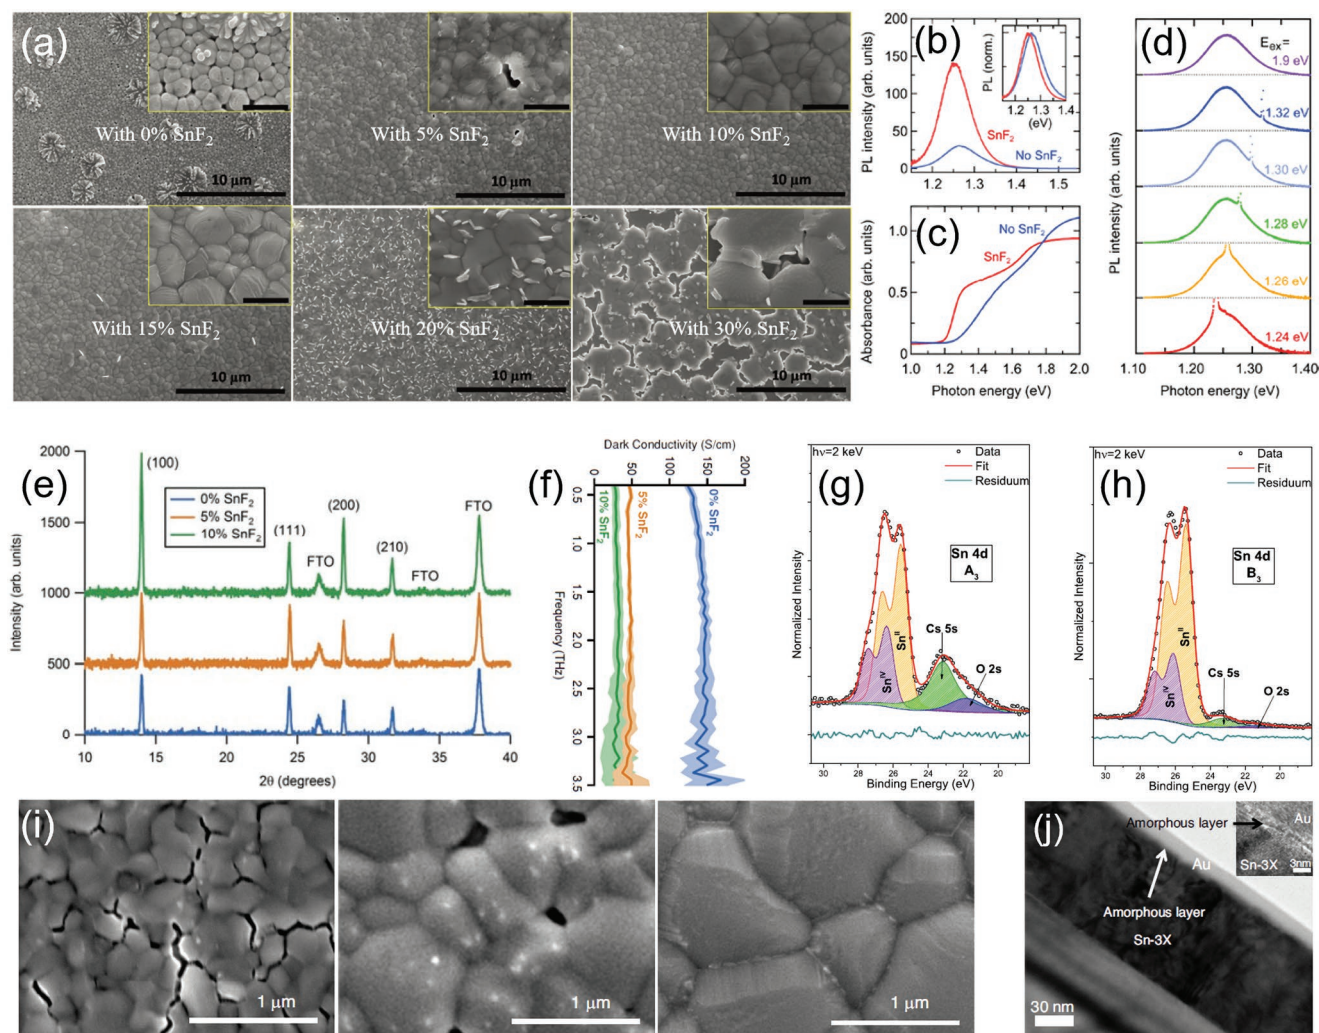 (a)
With 0% SnF2
10 μm
With 5% SnF2
10 μm
With 10% SnF2
10 μm
With 15% SnF2
10 μm
With 20% SnF2
10 μm
With 30% SnF2
10 μm
(b)
PL intensity (arb. units)
150
125
100
75
50
25
0
1.2
1.3
1.4
1.5
SnF2
No SnF2
PL (norm.)
1.2
1.3
1.4
(eV)
(c)
Absorbance (arb. units)
1.0
0.5
0
No SnF2
SnF2
1.2
1.4
1.6
1.8
2.0
Photon energy (eV)
(d)
PL intensity (arb. units)
Eex=
1.9 eV
1.32 eV
1.30 eV
1.28 eV
1.26 eV
1.24 eV
1.20
1.30
1.40
Photon energy (eV)
(e)
Intensity (arb. units)
2000
1500
1000
500
0
(100)
0% SnF2
5% SnF2
10% SnF2
(111)
FTO
(200)
(210)
FTO
FTO
10
15
20
25
30
35
40
2θ (degrees)
(f)
Dark Conductivity (S/cm)
0
50
100
150
200
10% SnF2
5% SnF2
0% SnF2
0.5
1.0
1.5
2.0
2.5
3.0
3.5
Frequency (THz)
(g)
hν=2 keV
Data
Fit
Residuum
Sn 4d
A3
Normalized Intensity
SnIV
SnII
Cs 5s
O 2s
30
28
26
24
22
20
Binding Energy (eV)
(h)
hν=2 keV
Data
Fit
Residuum
Sn 4d
B3
Normalized Intensity
SnIV
SnII
Cs 5s
O 2s
30
28
26
24
22
20
Binding Energy (eV)
(i)
1 μm
1 μm
1 μm
(j)
Amorphous layer
Au
Au
Sn-3X
3nm
Amorphous layer
Sn-3X
30 nm